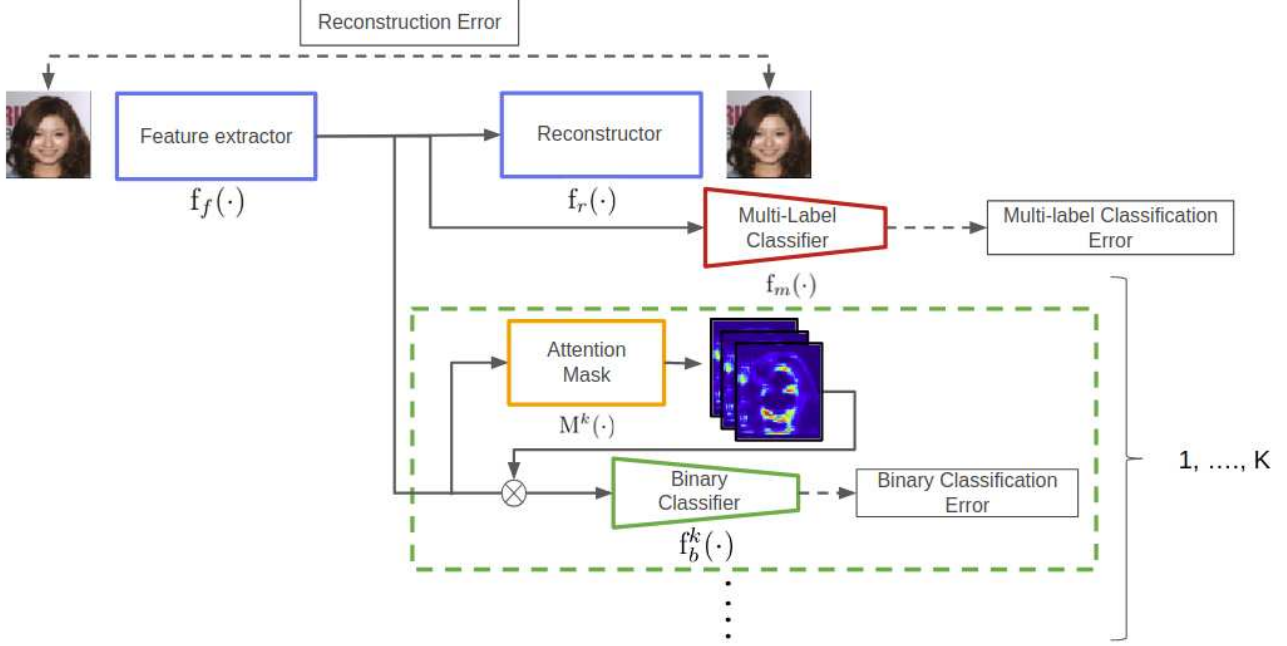 Reconstruction Error
Feature extractor
Reconstructor
f_f(·)
f_r(·)
Multi-Label
Classifier
Multi-label Classification
Error
f_m(·)
Attention
Mask
M^k(·)
1, ...., K
Binary
Classifier
Binary Classification
Error
f_b^k(·)